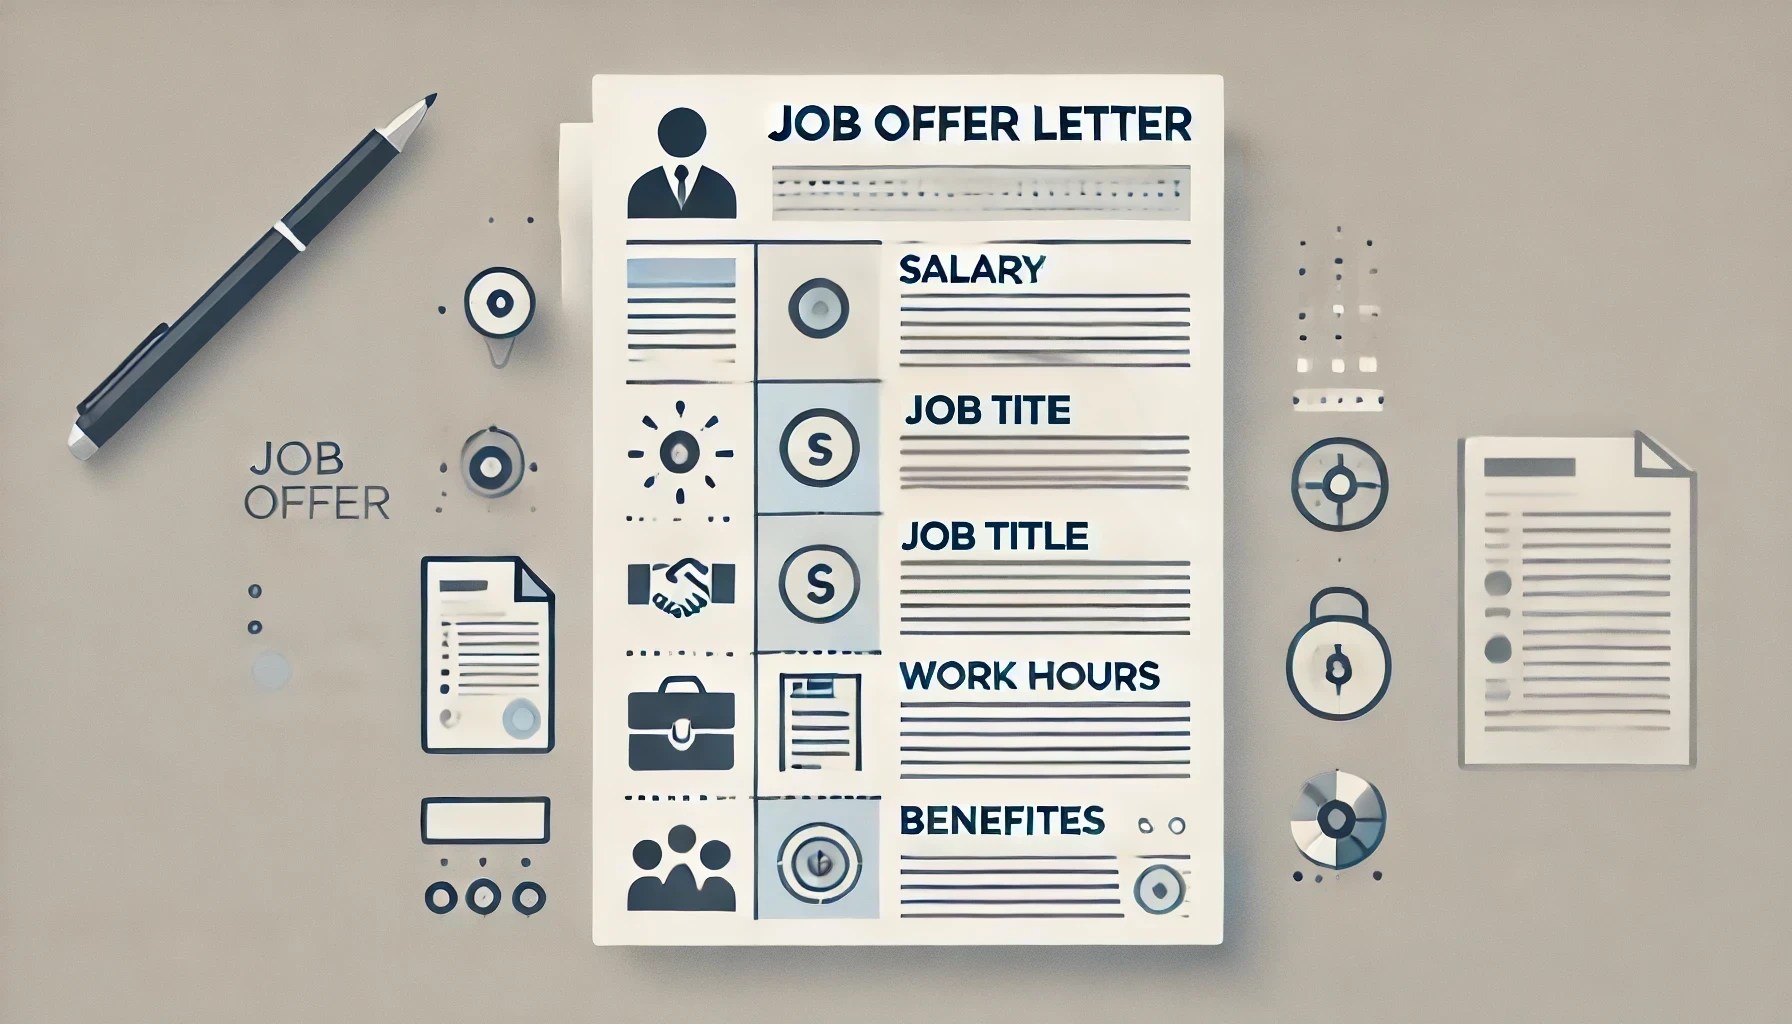 JOB OFFER LETTER
SALARY
JOB TITE
S
JOB TITLE
S
WORK HOURS
BENEFITES
JOB
OFFER